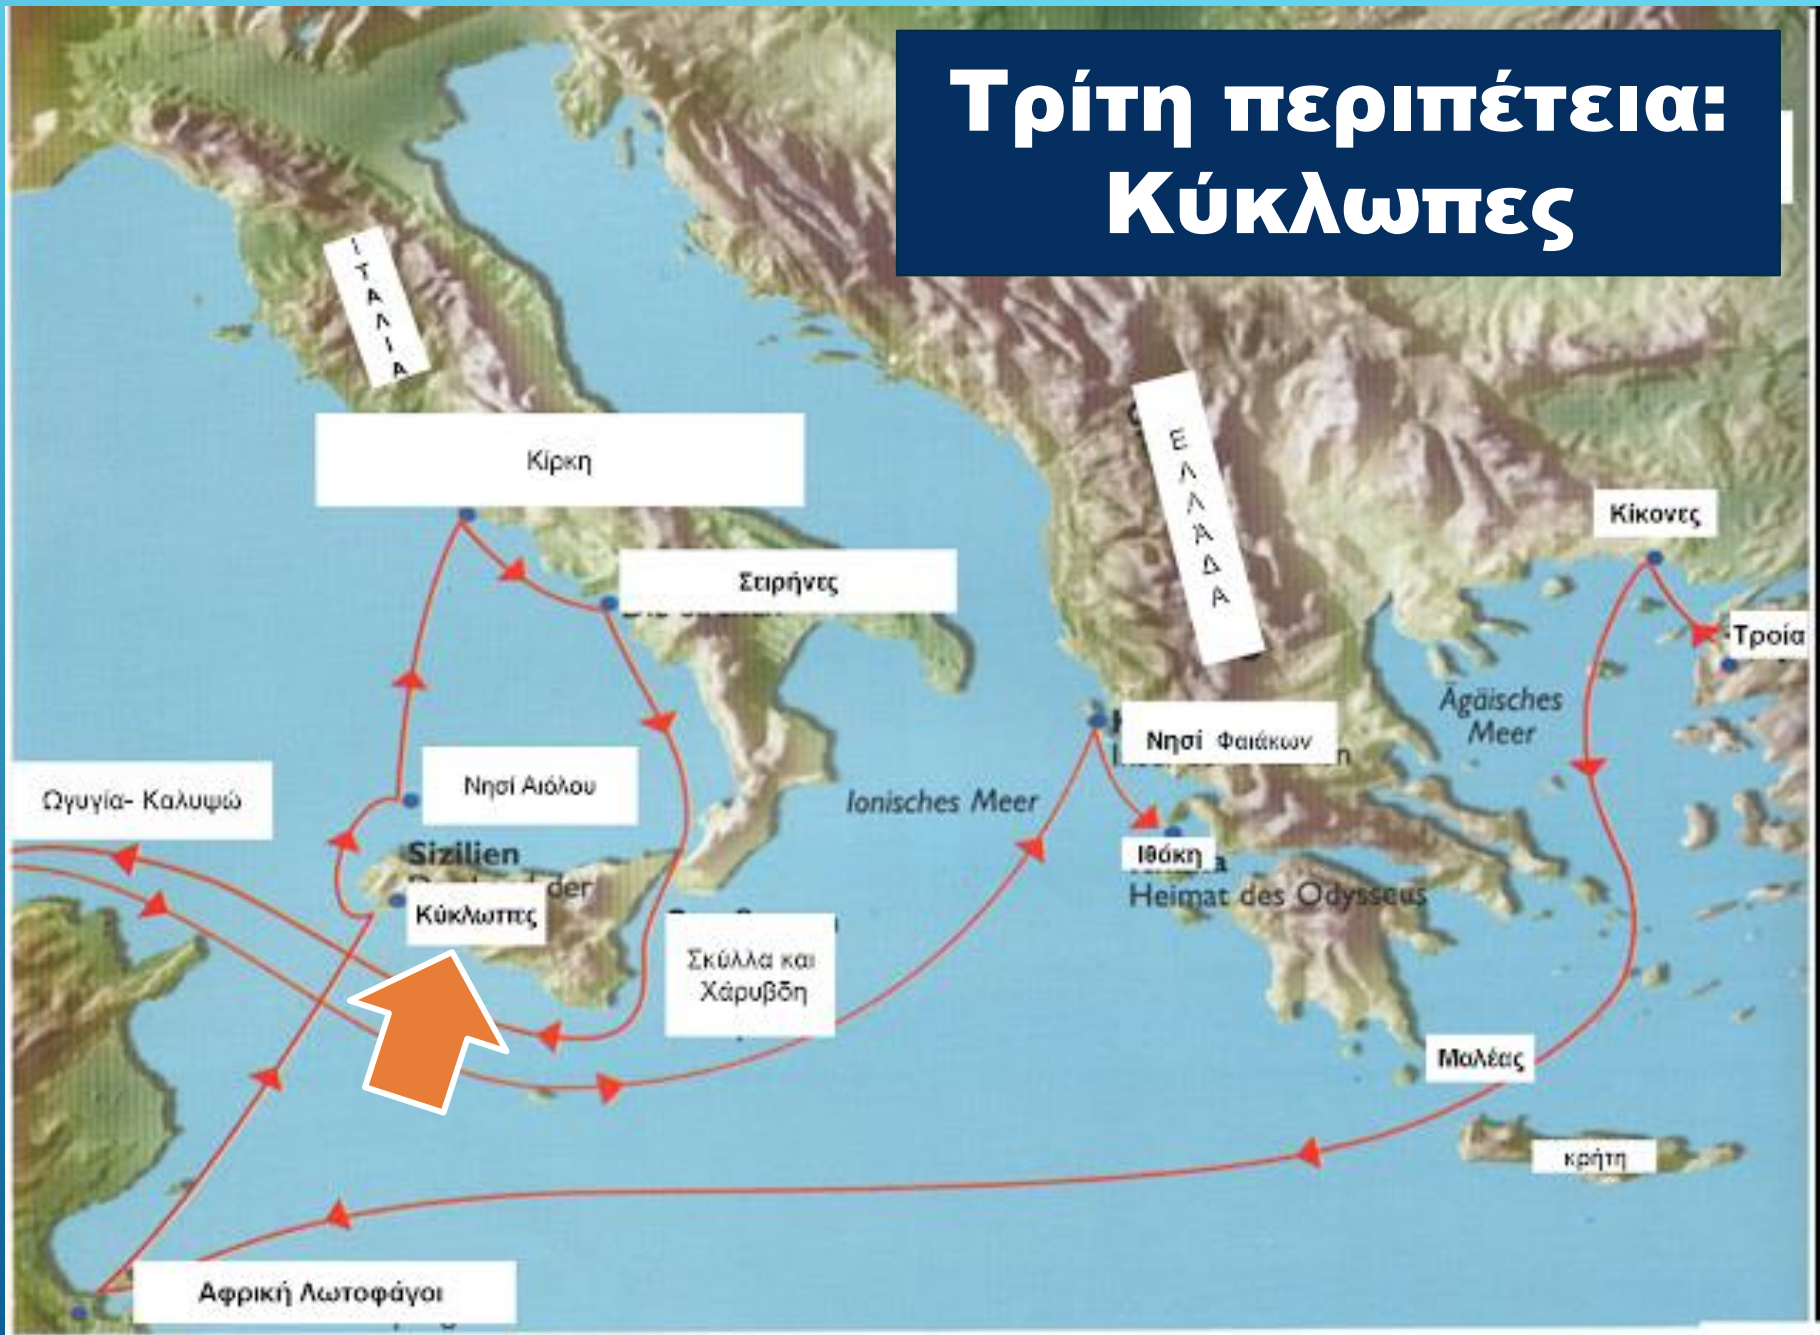 Τρίτη περιπέτεια:
Κύκλωπες
ΙΤΑΛΙΑ
ΕΛΛΑΔΑ
Κίρκη
Κίκονες
Σειρήνες
Τροία
Ägäisches
Meer
Νησί Φαιάκων
Νησί Αιόλου
Ωγυγία- Καλυψώ
Ionisches Meer
Sizilien
der
Ιθάκη
Heimat des Odysseus
Κύκλωπες
Σκύλλα και
Χάρυβδη
Μαλέας
κρήτη
Αφρική Λωτοφάγοι